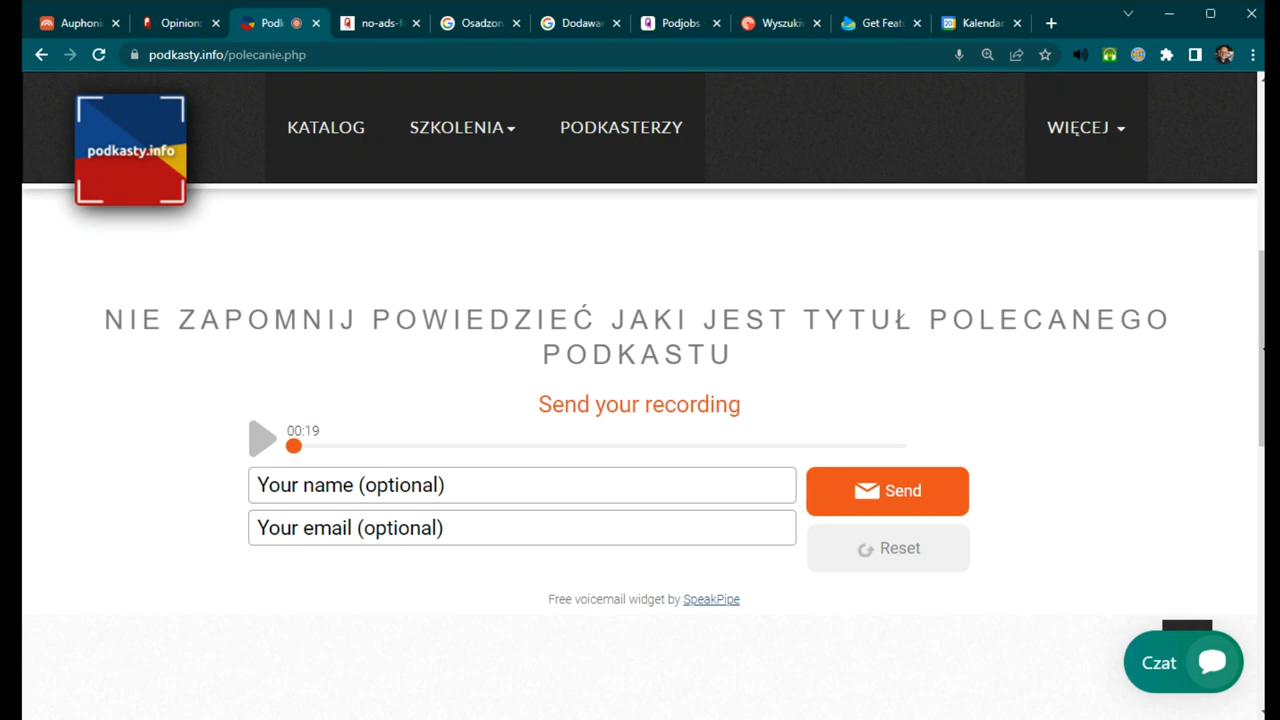 Auphoni
Opinion:
Podk
no-ads-f
Osadzon
Dodawar
Podjobs -
Wyszukiv
Get Feat
Kalendar
podkasty.info/polecanie.php
podkasty.info
KATALOG
SZKOLENIA
PODKASTERZY
WIĘCEJ
NIE ZAPOMNIJ POWIEDZIEĆ JAKI JEST TYTUŁ POLECANEGO
PODKASTU
Send your recording
00:19
Your name (optional)
Send
Your email (optional)
Reset
Free voicemail widget by SpeakPipe
Czat